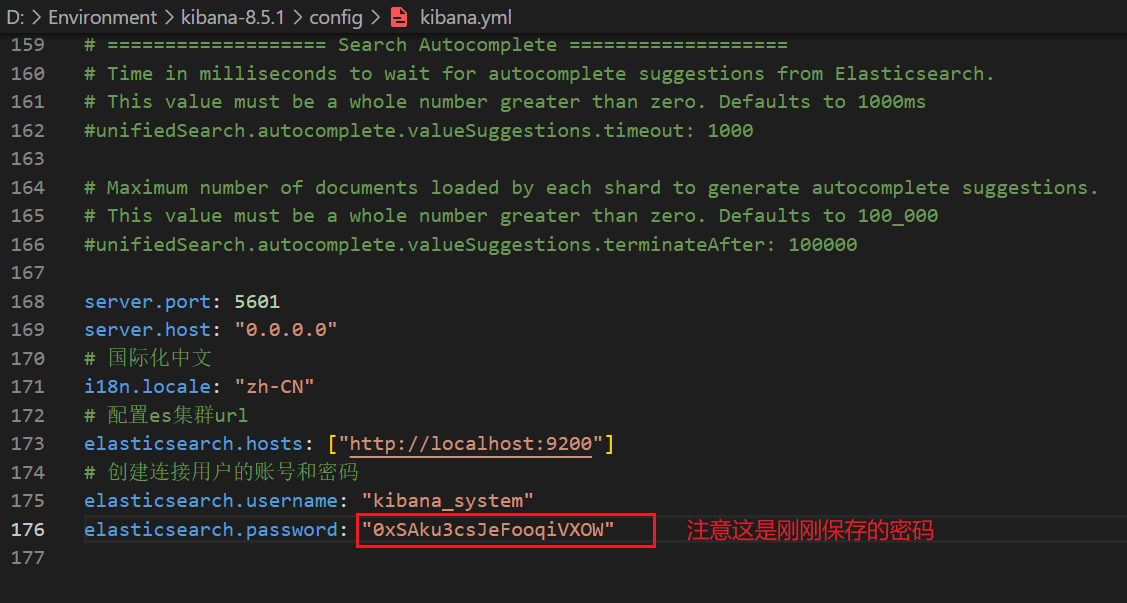 D: > Environment > kibana-8.5.1 > config > kibana.yml
159 # =================== Search Autocomplete ===================
160 # Time in milliseconds to wait for autocomplete suggestions from Elasticsearch.
161 # This value must be a whole number greater than zero. Defaults to 1000ms
162 #unifiedSearch.autocomplete.valueSuggestions.timeout: 1000
163
164 # Maximum number of documents loaded by each shard to generate autocomplete suggestions.
165 # This value must be a whole number greater than zero. Defaults to 100_000
166 #unifiedSearch.autocomplete.valueSuggestions.terminateAfter: 100000
167
168 server.port: 5601
169 server.host: "0.0.0.0"
170 # 国际化中文
171 i18n.locale: "zh-CN"
172 # 配置es集群url
173 elasticsearch.hosts: ["http://localhost:9200"]
174 # 创建连接用户的账号和密码
175 elasticsearch.username: "kibana_system"
176 elasticsearch.password: "0xSAku3csJeFooqiVXOW" 注意这是刚刚保存的密码
177